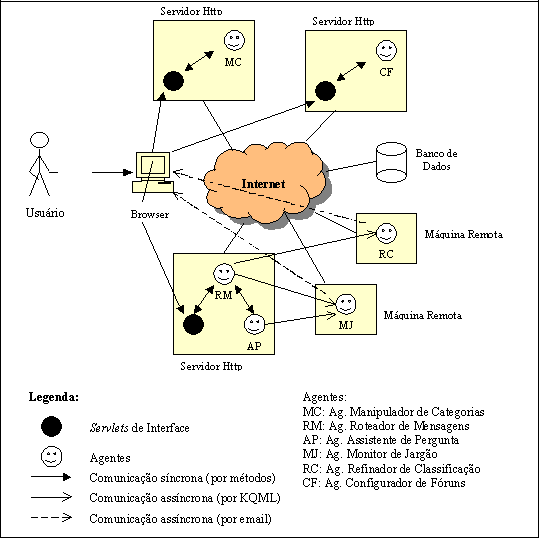 Servidor Http
Servidor Http
MC
CF
Internet
Banco de
Dados
Usuário
Browser
Máquina Remota
RC
RM
AP
MJ
Máquina Remota
Servidor Http
Legenda:
Servlets de Interface
Agentes
Comunicação síncrona (por métodos)
Comunicação assíncrona (por KQML)
Comunicação assíncrona (por email)
Agentes:
MC: Ag. Manipulador de Categorias
RM: Ag. Roteador de Mensagens
AP: Ag. Assistente de Pergunta
MJ: Ag. Monitor de Jargão
RC: Ag. Refinador de Classificação
CF: Ag. Configurador de Fóruns